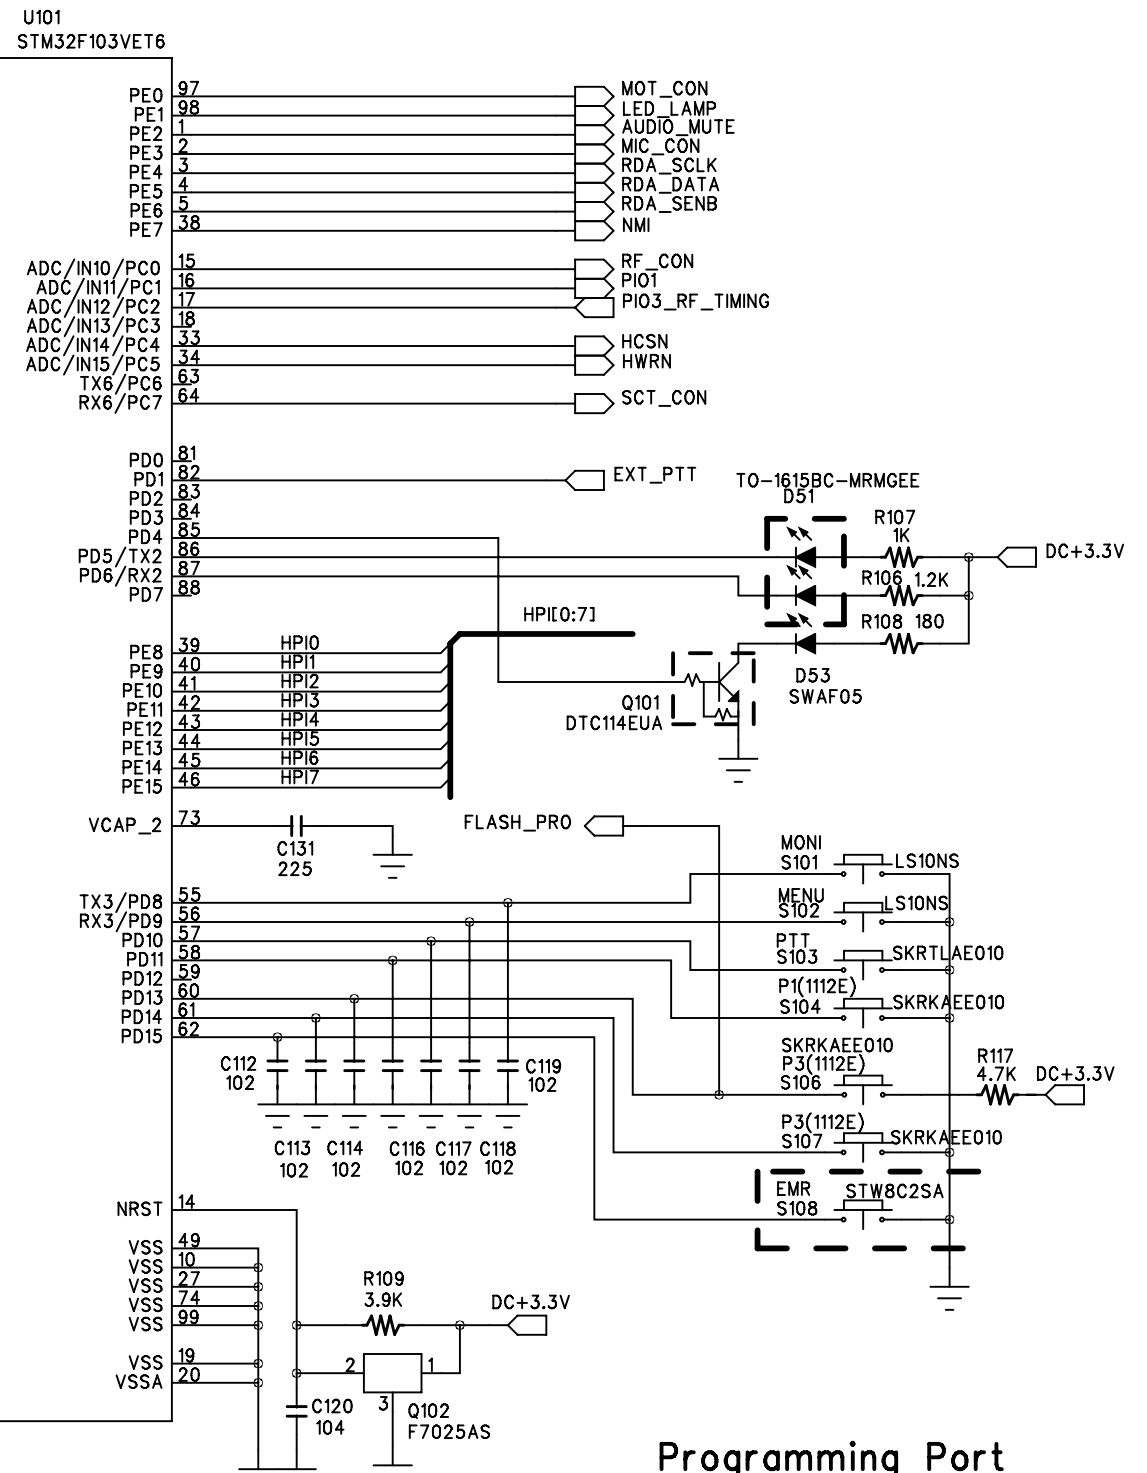 U101
STM32F103VET6
PE0 97 MOT_CON
PE1 98 LED_LAMP
PE2 1 AUDIO_MUTE
PE3 2 MIC_CON
PE4 3 RDA_SCLK
PE5 4 RDA_DATA
PE6 5 RDA_SENB
PE7 38 NMI
ADC/IN10/PC0 15 RF_CON
ADC/IN11/PC1 16 PIO1
ADC/IN12/PC2 17 PIO3_RF_TIMING
ADC/IN13/PC3 18
ADC/IN14/PC4 33 HCSN
ADC/IN15/PC5 34 HWRN
TX6/PC6 63
RX6/PC7 64 SCT_CON
PD0 81
PD1 82 EXT_PTT
PD2 83
PD3 84
PD4 85
PD5/TX2 86
PD6/RX2 87
PD7 88
TO-1615BC-MRMGEE
D51
R107
1K
DC+3.3V
R106 1.2K
R108 180
D53
SWAF05
Q101
DTC114EUA
HPI[0:7]
PE8 39 HPI0
PE9 40 HPI1
PE10 41 HPI2
PE11 42 HPI3
PE12 43 HPI4
PE13 44 HPI5
PE14 45 HPI6
PE15 46 HPI7
VCAP_2 73
C131
225
FLASH_PRO
TX3/PD8 55
RX3/PD9 56
PD10 57
PD11 58
PD12 59
PD13 60
PD14 61
PD15 62
MONI
S101 LS10NS
MENU
S102 LS10NS
PTT
S103 SKRTLAE010
P1(1112E)
S104 SKRKAEE010
SKRKAEE010
P3(1112E)
S106
R117
4.7K
DC+3.3V
P3(1112E)
S107 SKRKAEE010
EMR STW8C2SA
S108
C112
102
C119
102
C113 C114 C116 C117 C118
102 102 102 102 102
NRST 14
VSS 49
VSS 10
VSS 27
VSS 74
VSS 99
VSS 19
VSSA 20
R109
3.9K
DC+3.3V
2 1
3
C120
104
Q102
F7025AS
Programming Port